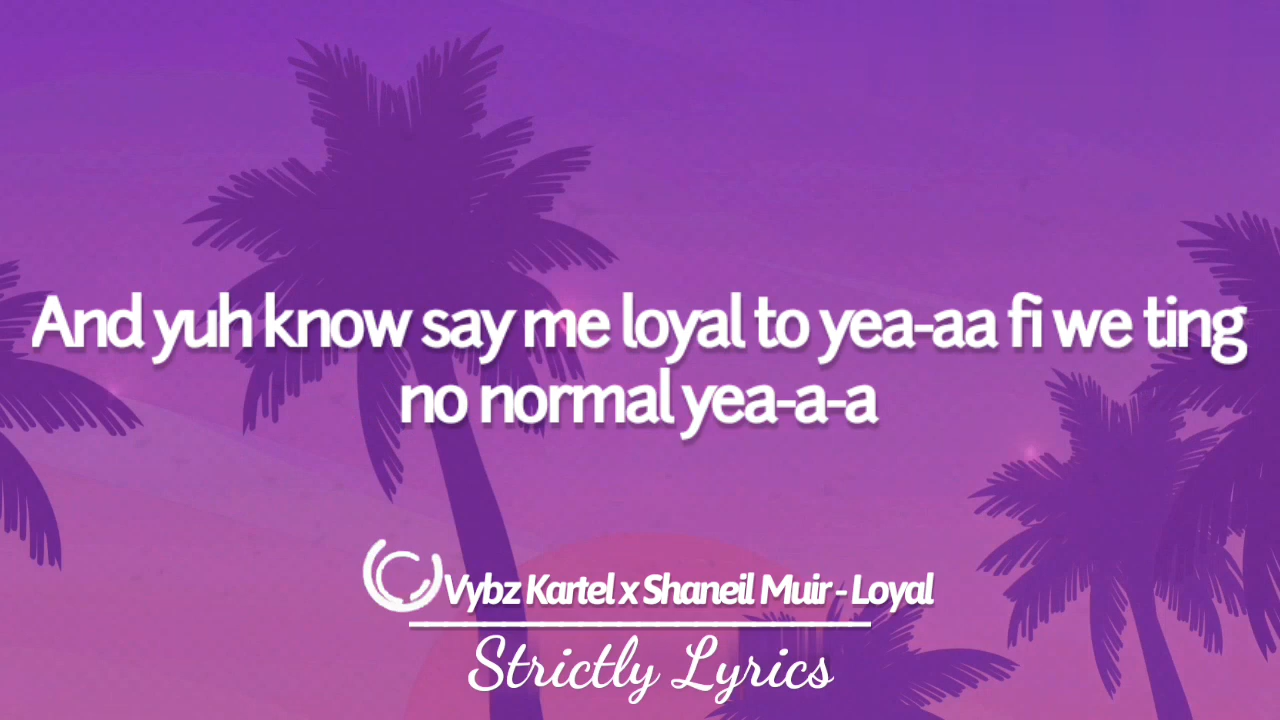 And yuh know say me loyal to yea-aa fi we ting
no normal yea-a-a
Vybz Kartel x Shaneil Muir - Loyal
Strictly Lyrics